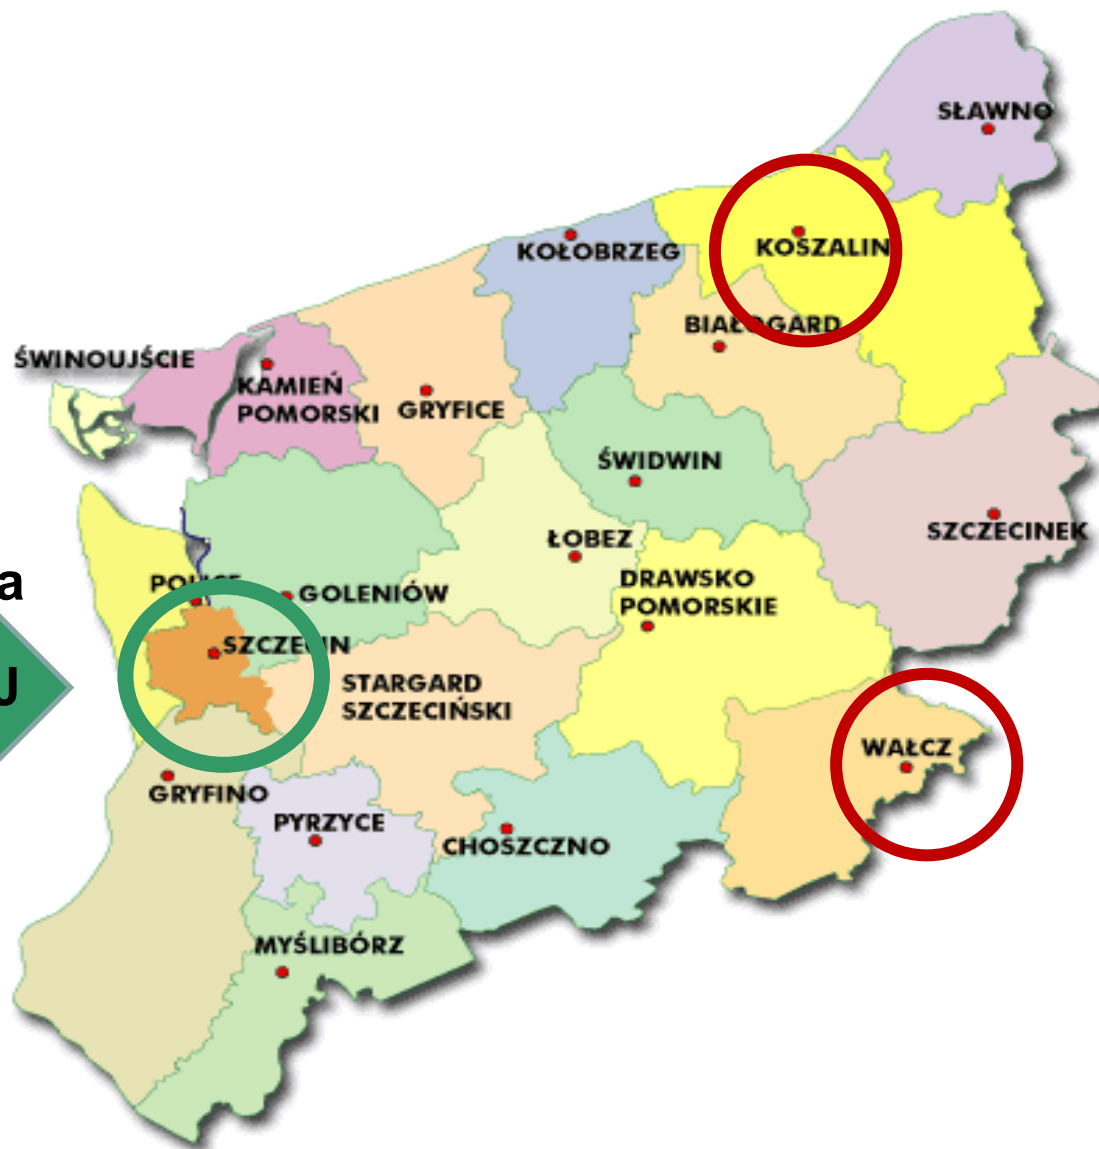 SŁAWNO
KOSZALIN
KOŁOBRZEG
BIAŁOGARD
ŚWINOUJŚCIE
KAMIEŃ
POMORSKI
GRYFICE
ŚWIDWIN
SZCZECINEK
ŁOBEZ
DRAWSKO
POMORSKIE
a
POLICE
GOLENIÓW
SZCZECIN
J
STARGARD
SZCZECIŃSKI
WAŁCZ
GRYFINO
PYRZYCE
CHOSZCZNO
MYŚLIBÓRZ